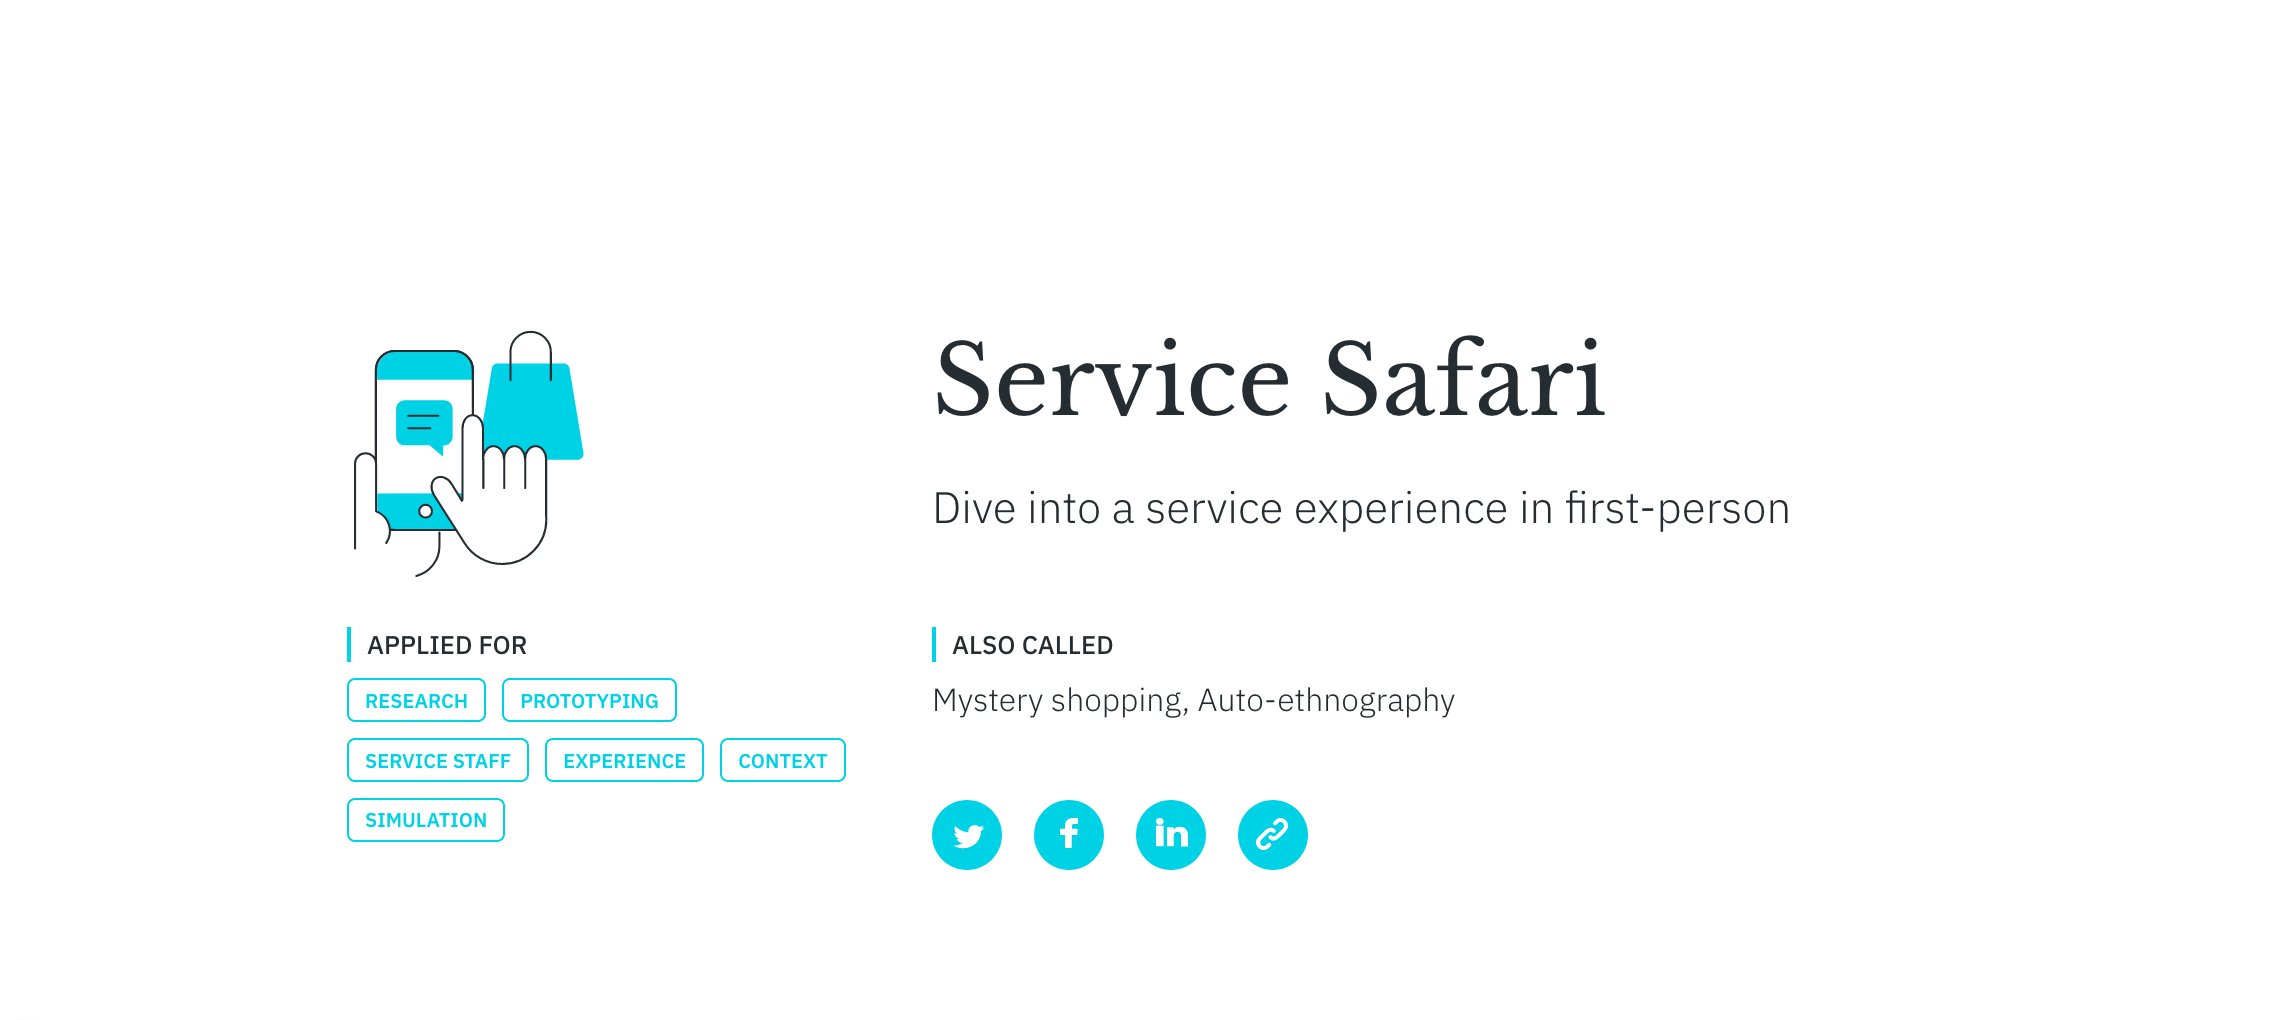 Service Safari
Dive into a service experience in first-person
APPLIED FOR
RESEARCH PROTOTYPING
SERVICE STAFF EXPERIENCE CONTEXT
SIMULATION
ALSO CALLED
Mystery shopping, Auto-ethnography